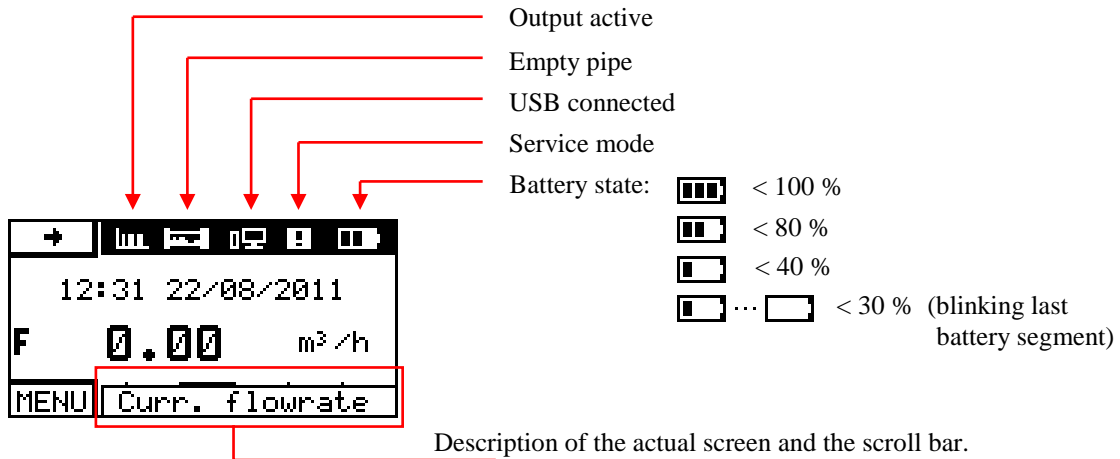 Output active
Empty pipe
USB connected
Service mode
Battery state:
< 100 %
< 80 %
< 40 %
... < 30 % (blinking last
battery segment)
12:31 22/08/2011
F 0.00 m³/h
MENU Curr. flowrate
Description of the actual screen and the scroll bar.